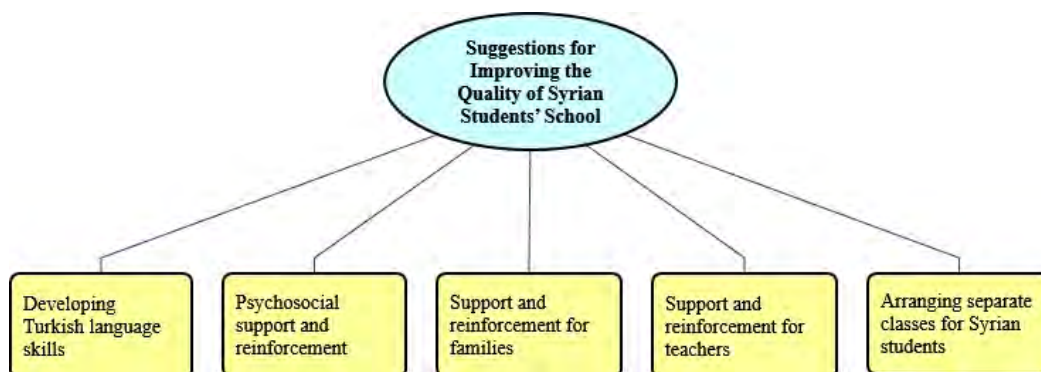 Suggestions for
Improving the
Quality of Syrian
Students' School
Developing
Turkish language
skills
Psychosocial
support and
reinforcement
Support and
reinforcement for
families
Support and
reinforcement for
teachers
Arranging separate
classes for Syrian
students